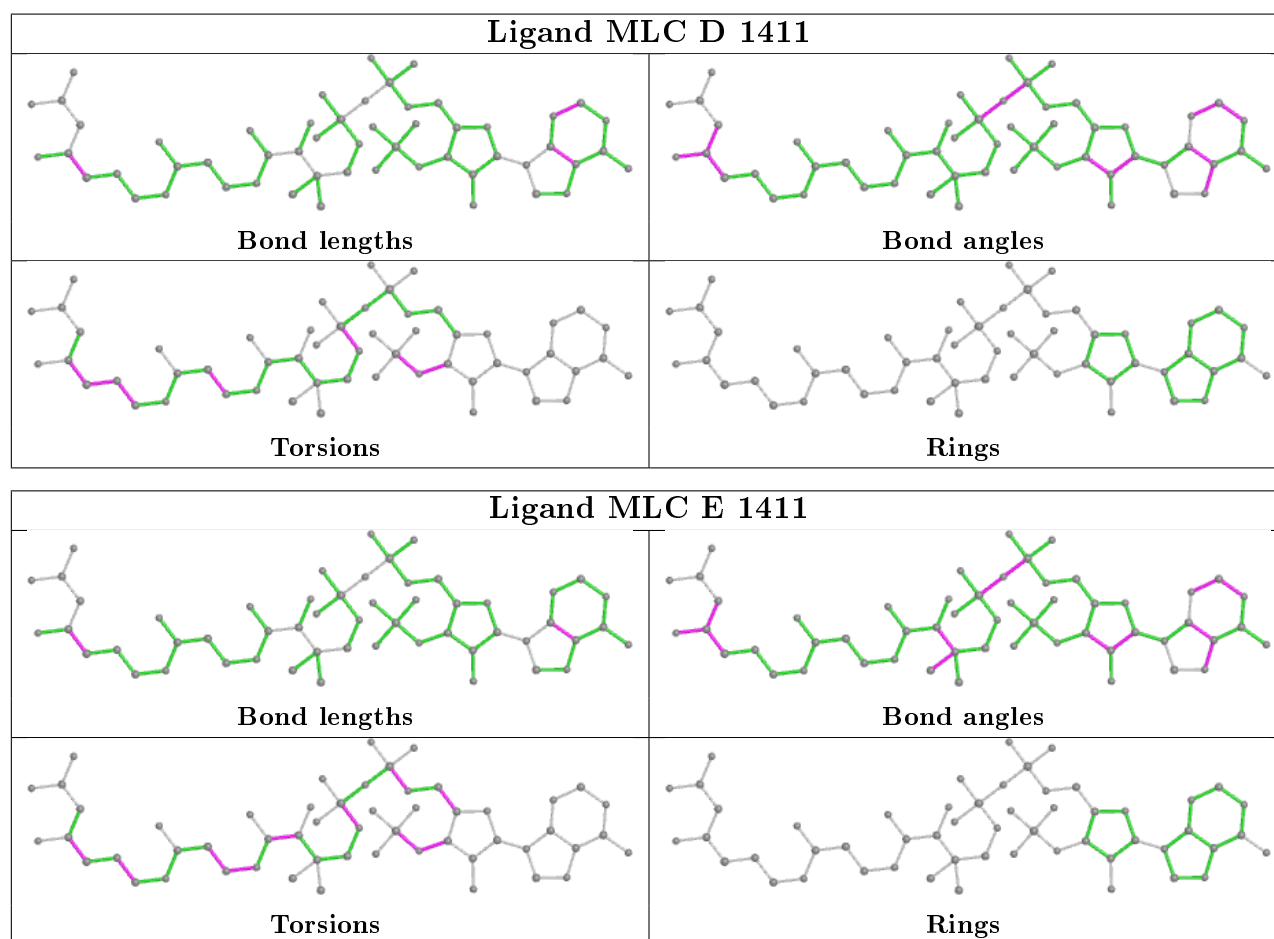 Ligand MLC D 1411
Bond lengths
Bond angles
Torsions
Rings
Ligand MLC E 1411
Bond lengths
Bond angles
Torsions
Rings